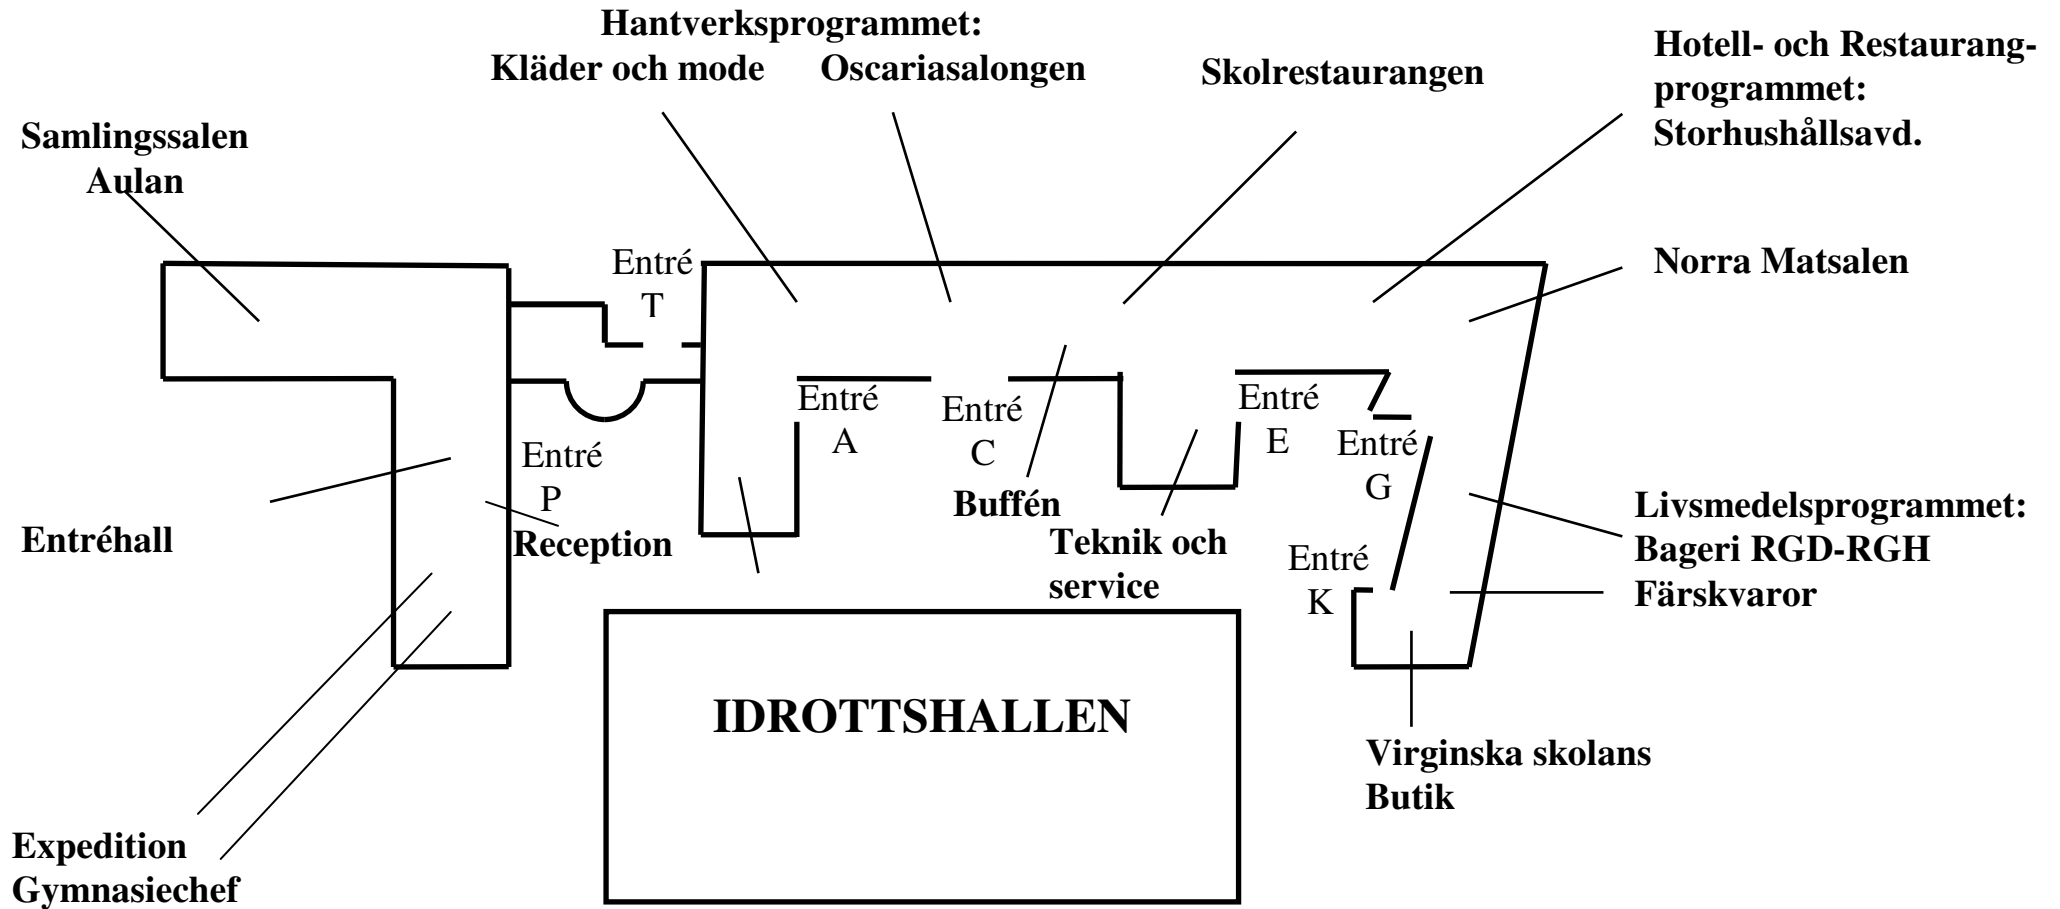 Hantverksprogrammet:
Kläder och mode
Oscariasalongen
Skolrestaurangen
Hotell- och Restaurang-
programmet:
Storhushållsavd.
Samlingssalen
Aulan
Entré
T
Norra Matsalen
Entré
A
Entré
C
Entré
E
Entré
G
Entré
P
Buffén
Reception
Entréhall
Teknik och
service
Entré
K
Livsmedelsprogrammet:
Bageri RGD-RGH
Färskvaror
IDROTTSHALLEN
Virginska skolans
Butik
Expedition
Gymnasiechef